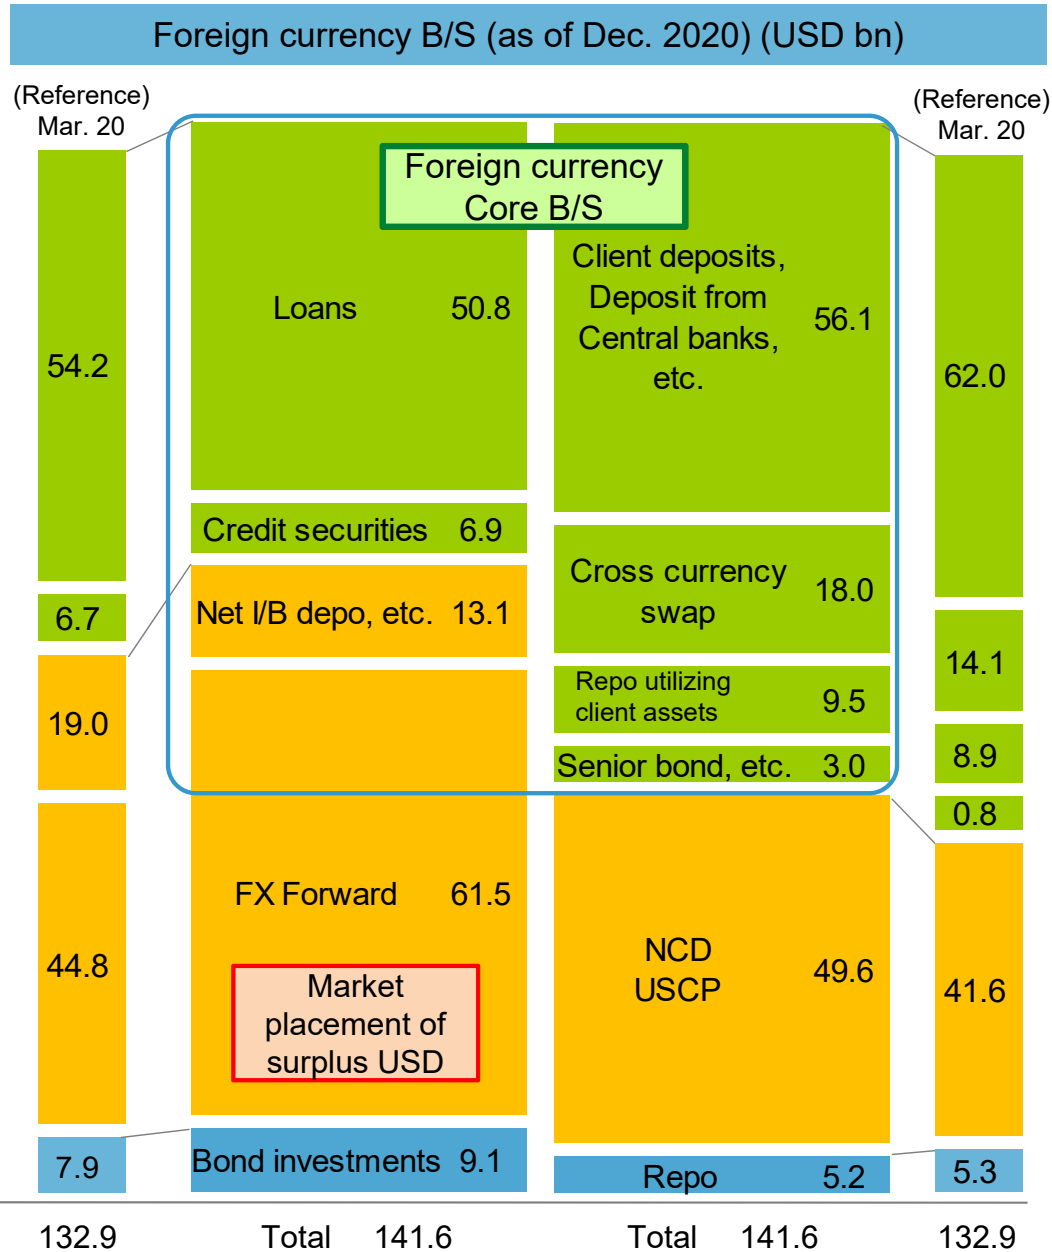 Foreign currency B/S (as of Dec. 2020) (USD bn)
(Reference)
Mar. 20
54.2
6.7
19.0
44.8
7.9
132.9
Foreign currency
Core B/S
Loans 50.8
Credit securities 6.9
Net I/B depo, etc. 13.1
FX Forward 61.5
Market
placement of
surplus USD
Bond investments 9.1
Total 141.6
Client deposits,
Deposit from
Central banks,
etc.
56.1
Cross currency
swap
18.0
Repo utilizing
client assets
9.5
Senior bond, etc. 3.0
NCD
USCP
49.6
Repo 5.2
Total 141.6
(Reference)
Mar. 20
62.0
14.1
8.9
0.8
41.6
5.3
132.9